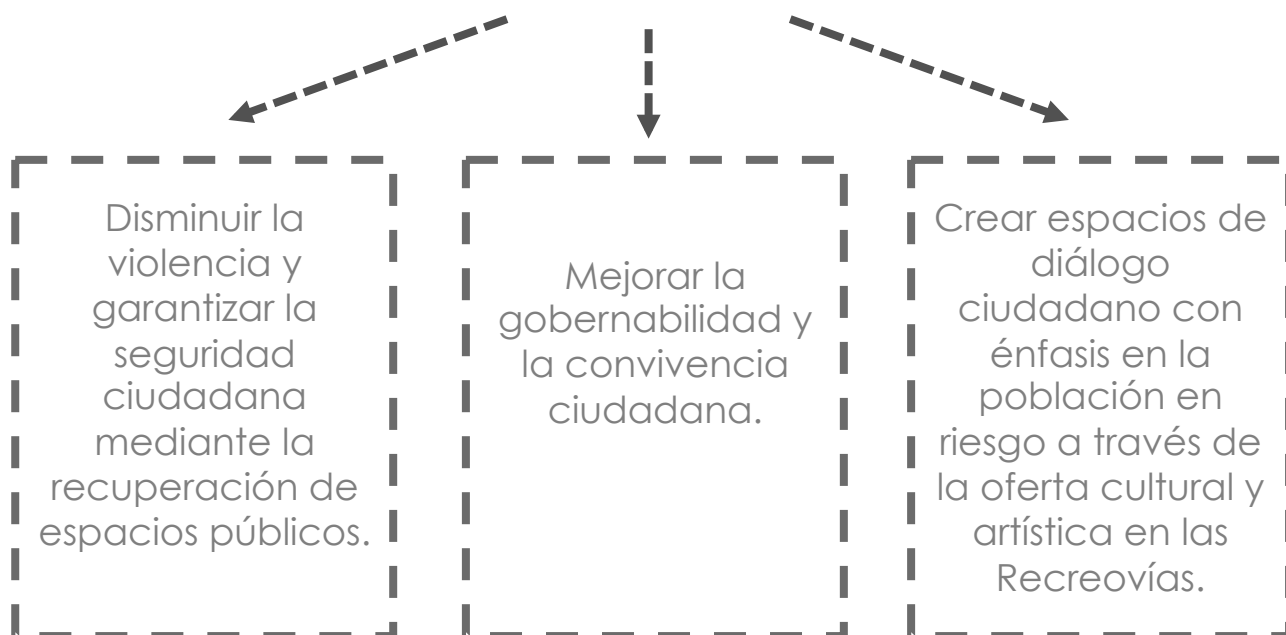 Disminuir la
violencia y
garantizar la
seguridad
ciudadana
mediante la
recuperación de
espacios públicos.
Mejorar la
gobernabilidad y
la convivencia
ciudadana.
Crear espacios de
diálogo
ciudadano con
énfasis en la
población en
riesgo a través de
la oferta cultural y
artística en las
Recreovías.